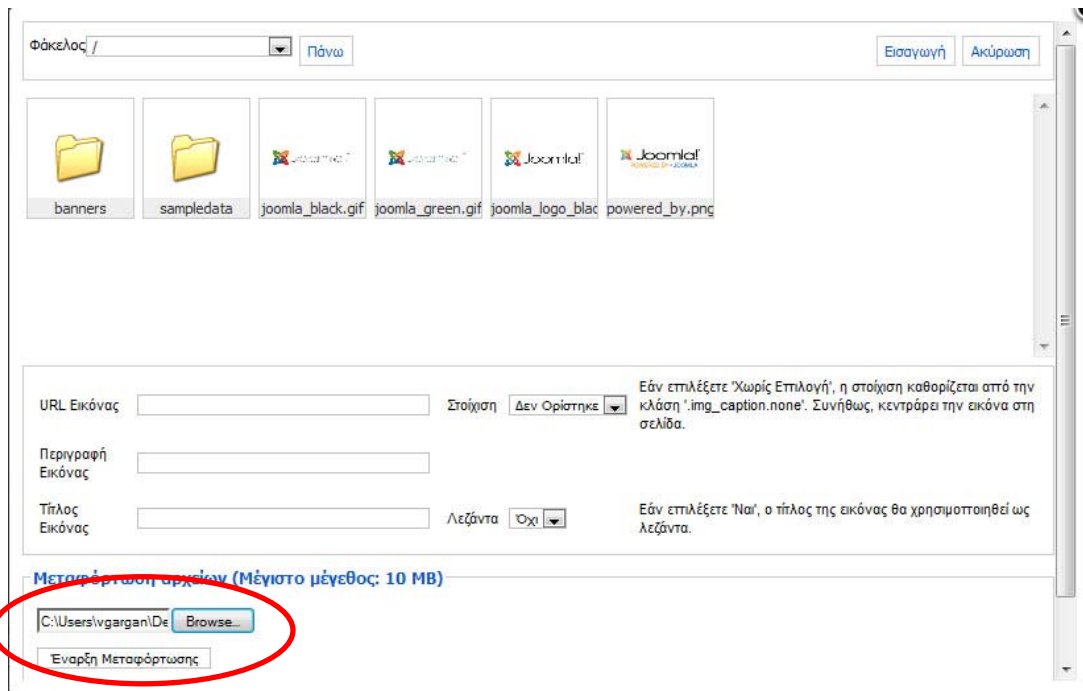 Φάκελος / Πάνω Εισαγωγή Ακύρωση
Joomla! Joomla!
POWERED BY JOOMLA
banners sampledata joomla_black.gif joomla_green.gif joomla_logo_blac powered_by.png
URL Εικόνας Στοίχιση Δεν Ορίστηκε
Εάν επιλέξετε 'Χωρίς Επιλογή', η στοίχιση καθορίζεται από την
κλάση '.img_caption.none'. Συνήθως, κεντράρει την εικόνα στη
σελίδα.
Περιγραφή
Εικόνας
Τίτλος
Εικόνας
Λεζάντα Όχι
Εάν επιλέξετε 'Ναι', ο τίτλος της εικόνας θα χρησιμοποιηθεί ως
λεζάντα.
Μεταφόρτωση αρχείων (Μέγιστο μέγεθος: 10 MB)
C:\Users\vgargan\De Browse...
Έναρξη Μεταφόρτωσης